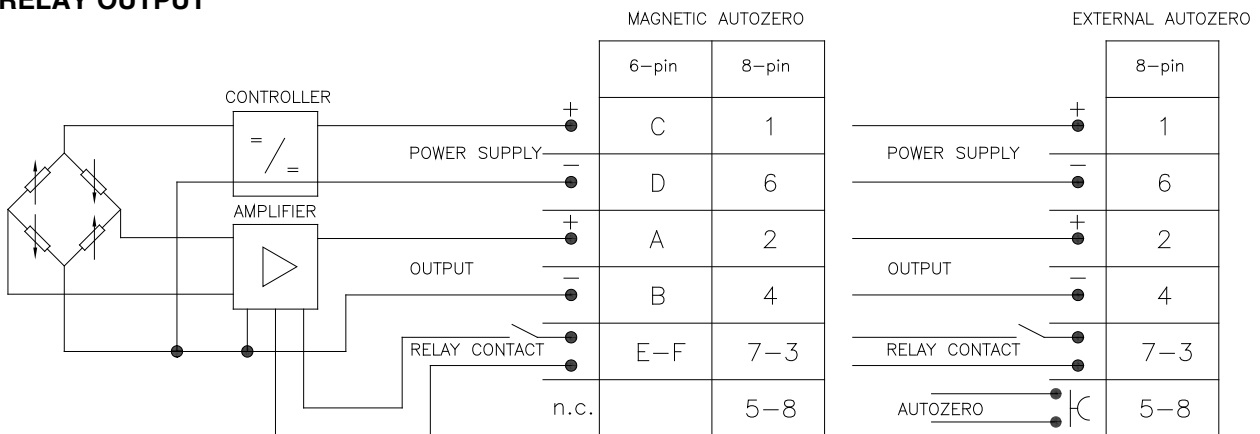 RELAY OUTPUT
MAGNETIC AUTOZERO
EXTERNAL AUTOZERO
6-pin 8-pin 8-pin
CONTROLLER
= / =
+ C 1 + 1
POWER SUPPLY POWER SUPPLY
- D 6 - 6
AMPLIFIER
+ A 2 + 2
OUTPUT OUTPUT
- B 4 - 4
RELAY CONTACT E-F 7-3 RELAY CONTACT 7-3
n.c. 5-8 AUTOZERO 5-8